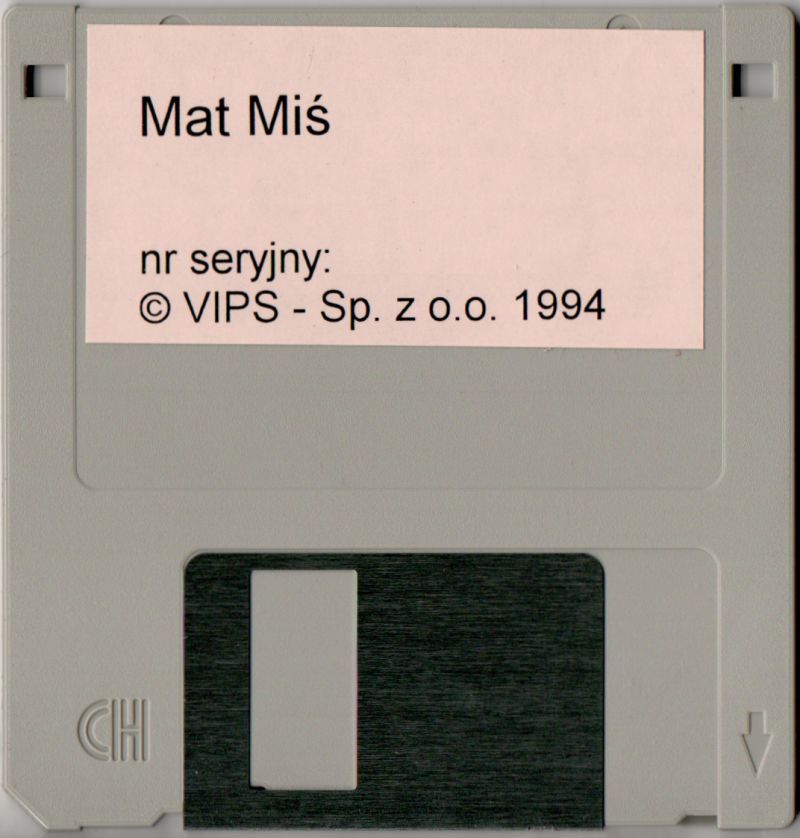 Mat Miś
nr seryjny:
© VIPS - Sp. z o.o. 1994
CH